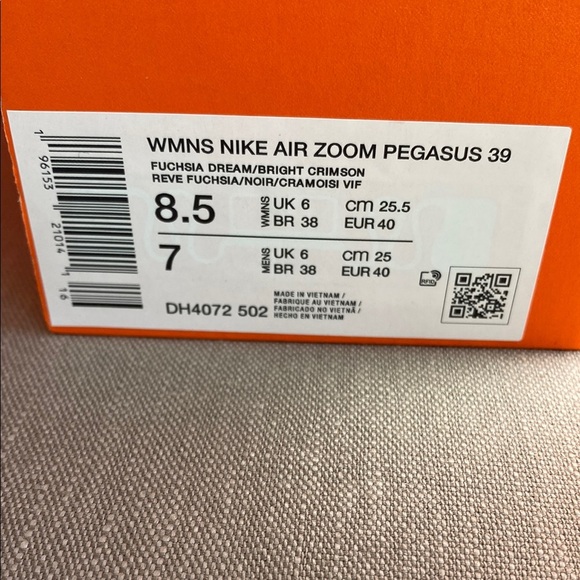 WMNS NIKE AIR ZOOM PEGASUS 39
FUCHSIA DREAM/BRIGHT CRIMSON
REVE FUCHSIA/NOIR/CRAMOISI VIF
8.5 WMNS UK 6 CM 25.5
BR 38 EUR 40
7 MENS UK 6 CM 25
BR 38 EUR 40
DH4072 502
MADE IN VIETNAM /
FABRIQUE AU VIETNAM /
FABRICADO NO VIETNÃ /
HECHO EN VIETNAM
RFID
1 96153 21014 1 16